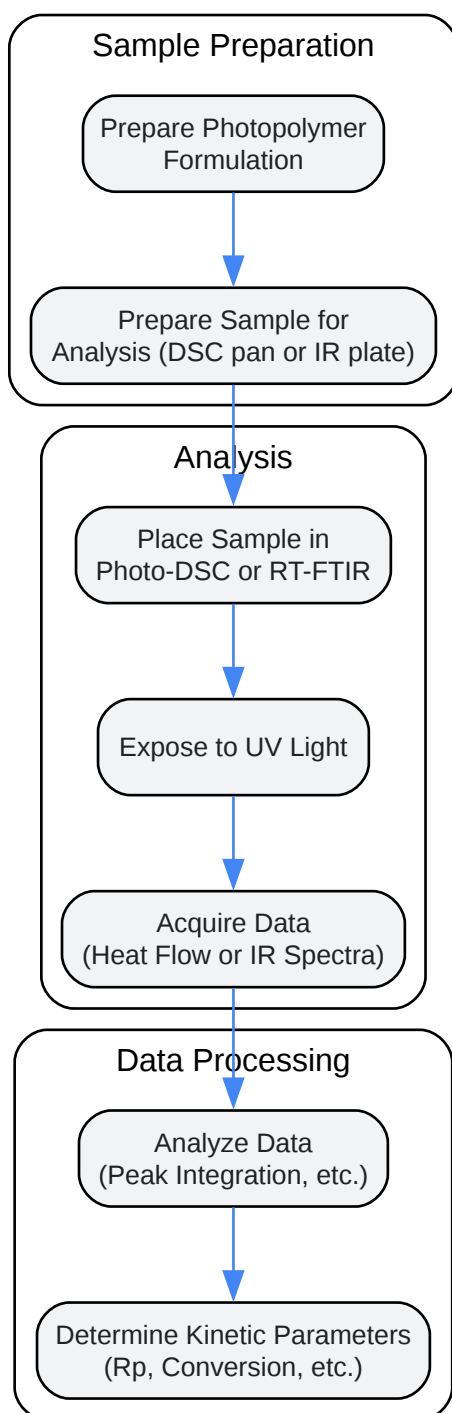 Sample Preparation
Prepare Photopolymer
Formulation
Prepare Sample for
Analysis (DSC pan or IR plate)
Analysis
Place Sample in
Photo-DSC or RT-FTIR
Expose to UV Light
Acquire Data
(Heat Flow or IR Spectra)
Data Processing
Analyze Data
(Peak Integration, etc.)
Determine Kinetic Parameters
(Rp, Conversion, etc.)